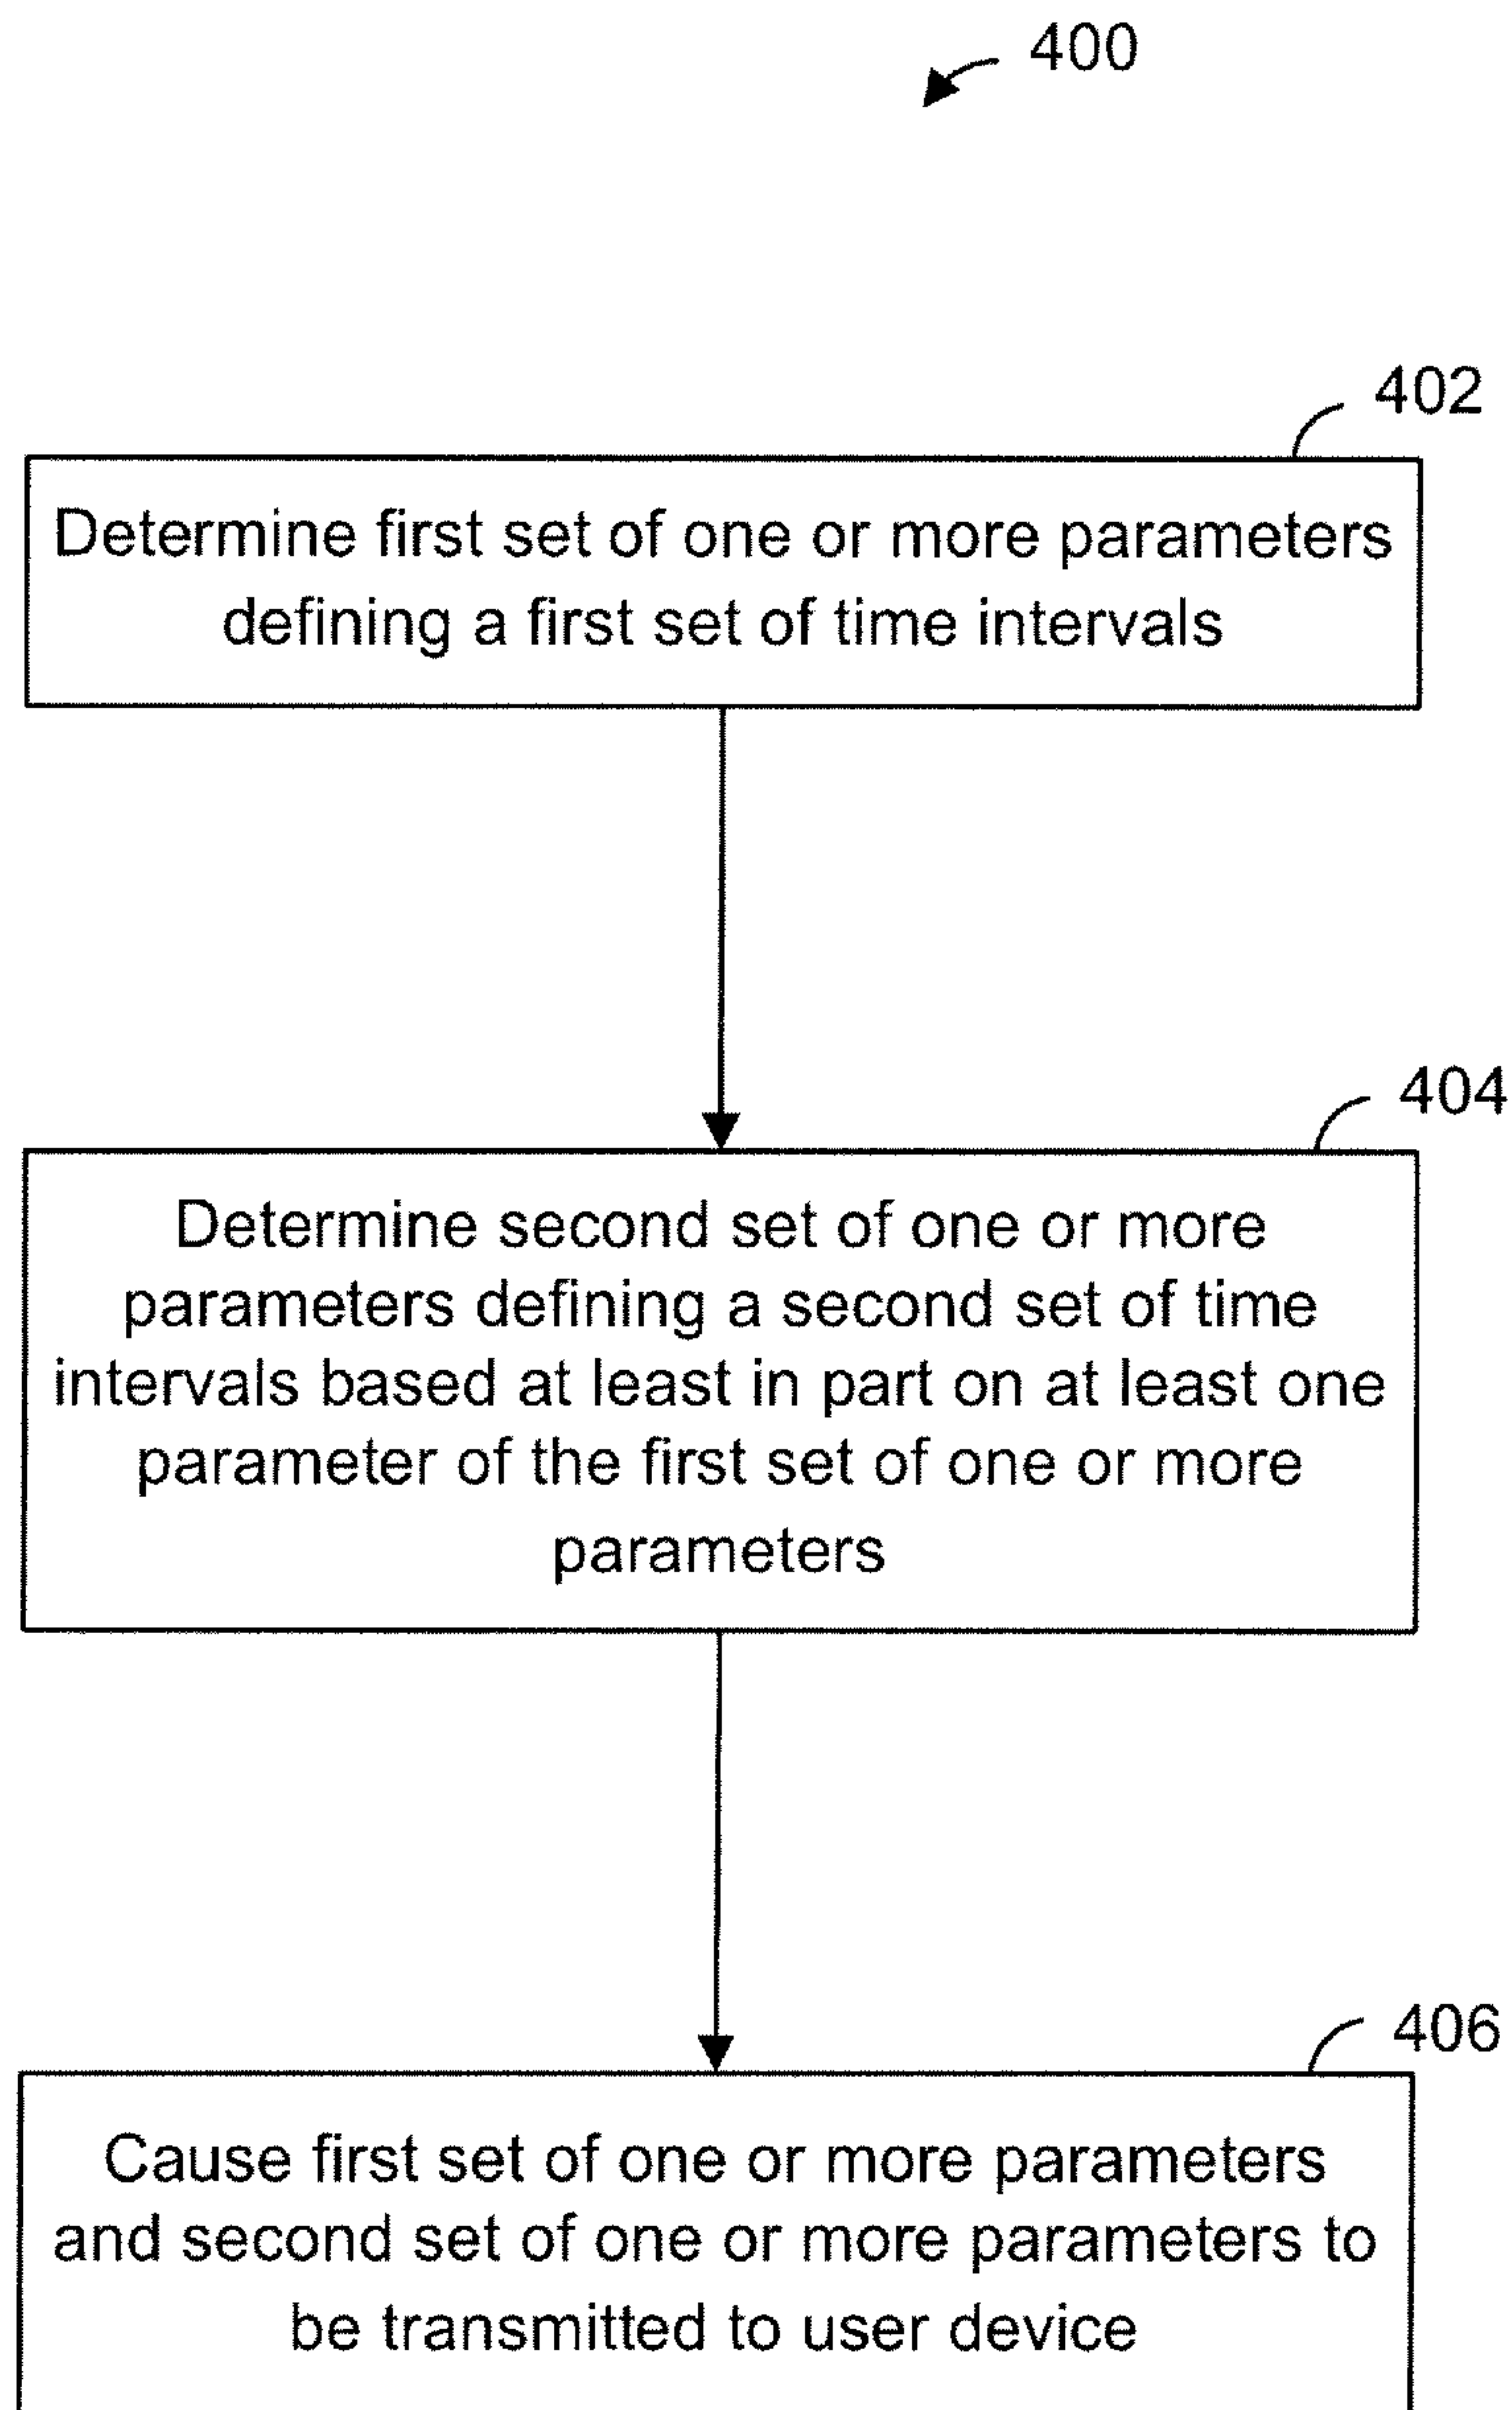 400
402
Determine first set of one or more parameters
defining a first set of time intervals
404
Determine second set of one or more
parameters defining a second set of time
intervals based at least in part on at least one
parameter of the first set of one or more
parameters
406
Cause first set of one or more parameters
and second set of one or more parameters to
be transmitted to user device